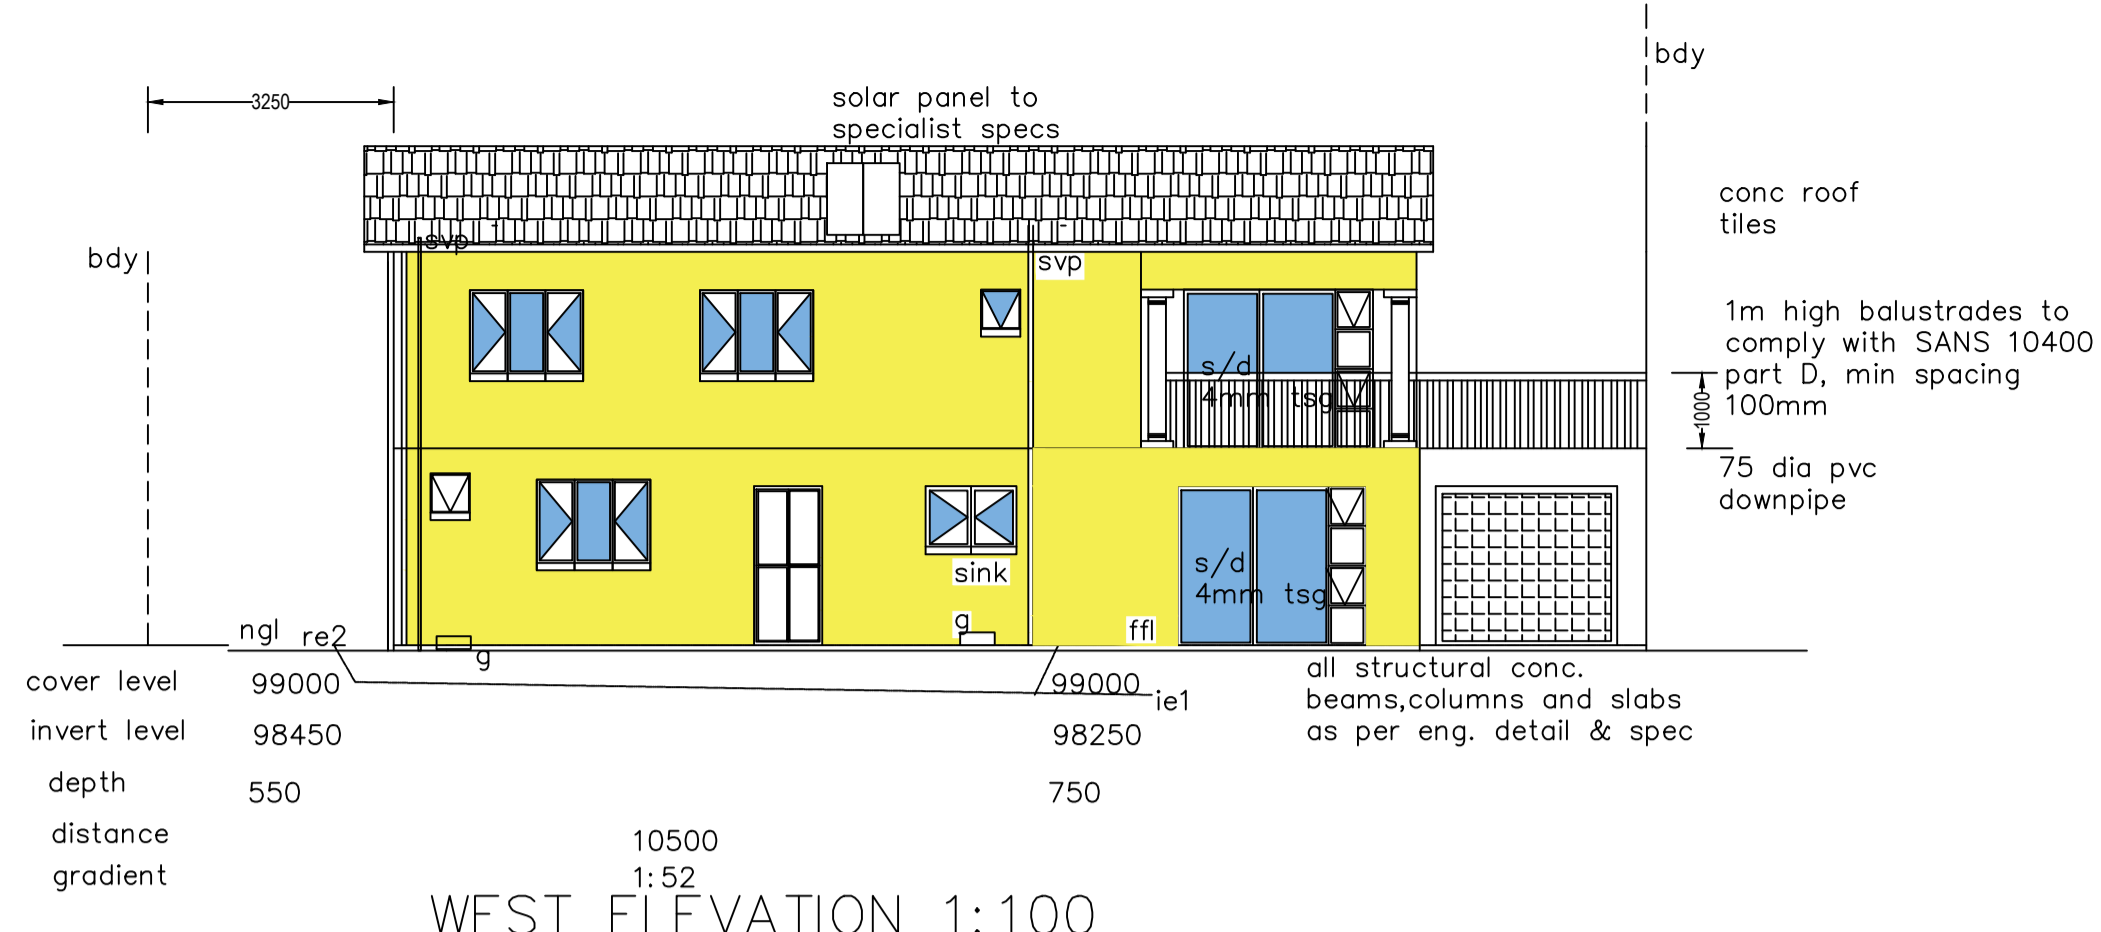 bdy
3250
solar panel to
specialist specs
conc roof
tiles
svp
bdy
svp
1m high balustrades to
comply with SANS 10400
part D, min spacing
100mm
1000
s/d
4mm tsg
75 dia pvc
downpipe
s/d
4mm tsg
sink
g
ffl
ngl
re2
g
all structural conc.
beams,columns and slabs
as per eng. detail & spec
cover level 99000 99000
ie1
invert level 98450 98250
depth 550 750
distance 10500
gradient 1:52
WEST ELEVATION 1:100